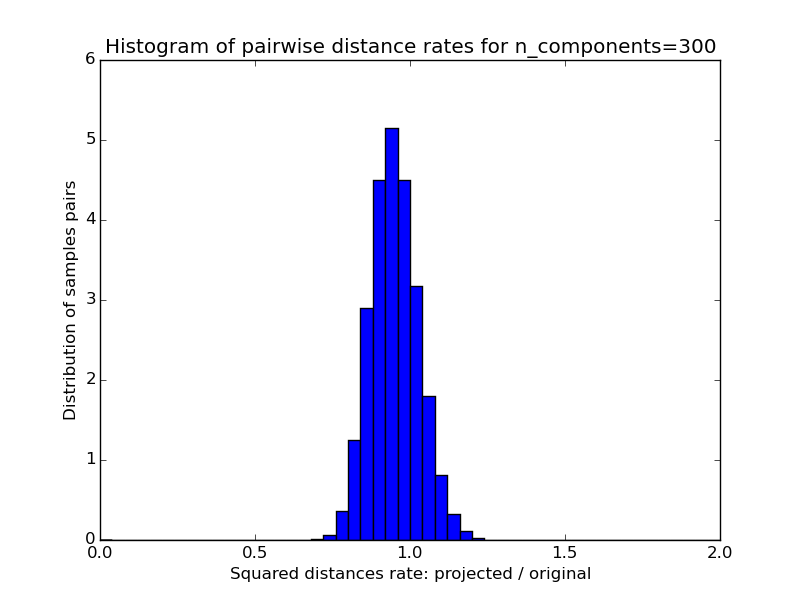 Histogram of pairwise distance rates for n_components=300
6
5
4
3
2
1
0
Distribution of samples pairs
0.0 0.5 1.0 1.5 2.0
Squared distances rate: projected / original